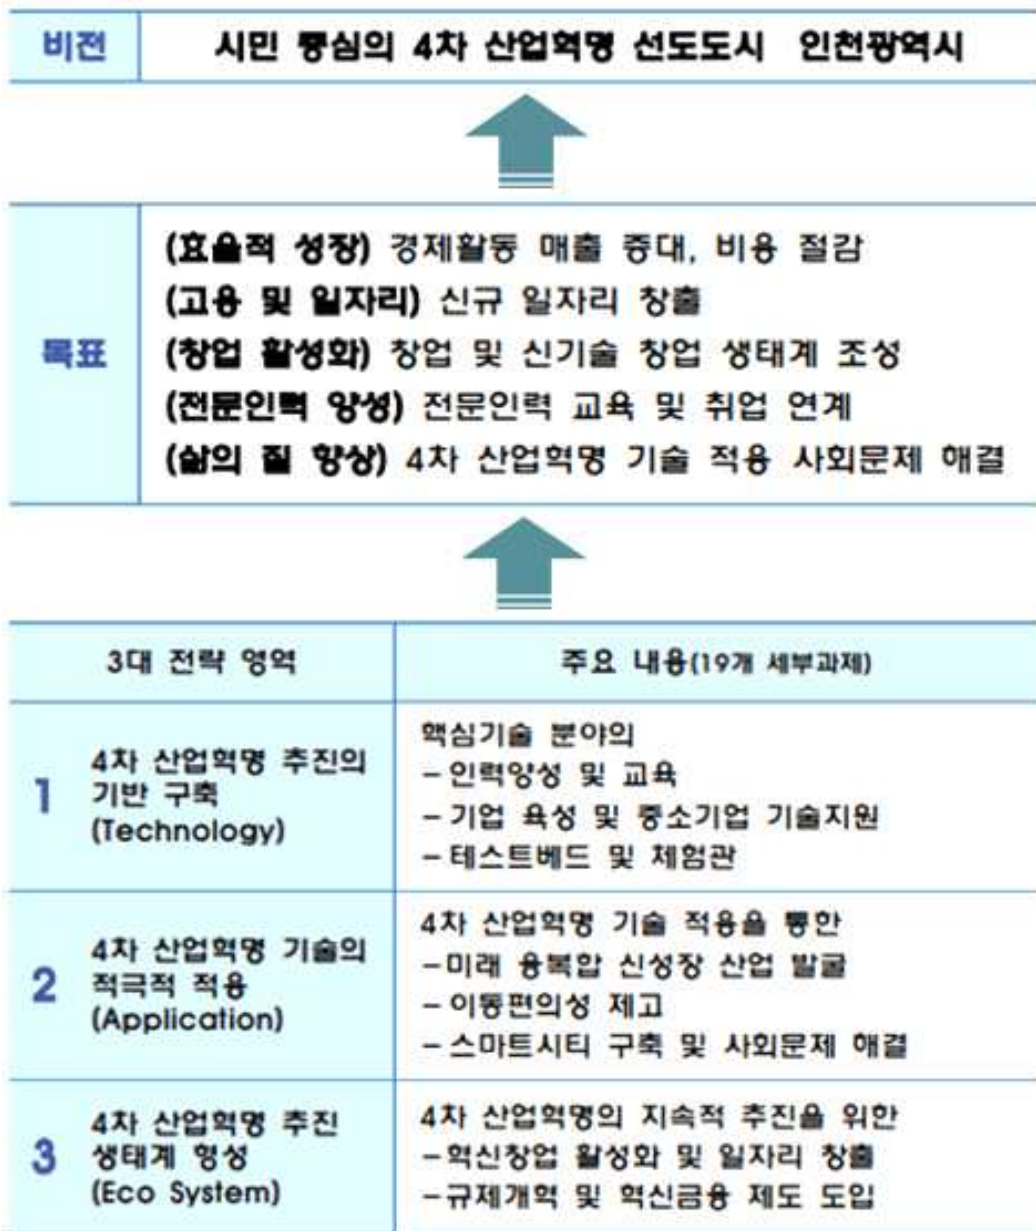 비전
시민 중심의 4차 산업혁명 선도도시 인천광역시
목표
(효율적 성장) 경제활동 매출 증대, 비용 절감
(고용 및 일자리) 신규 일자리 창출
(창업 활성화) 창업 및 신기술 창업 생태계 조성
(전문인력 양성) 전문인력 교육 및 취업 연계
(삶의 질 향상) 4차 산업혁명 기술 적용 사회문제 해결
3대 전략 영역
주요 내용(19개 세부과제)
1
4차 산업혁명 추진의
기반 구축
(Technology)
핵심기술 분야의
– 인력양성 및 교육
– 기업 육성 및 중소기업 기술지원
– 테스트베드 및 체험관
2
4차 산업혁명 기술의
적극적 적용
(Application)
4차 산업혁명 기술 적용을 통한
–미래 융복합 신성장 산업 발굴
–이동편의성 제고
– 스마트시티 구축 및 사회문제 해결
3
4차 산업혁명 추진
생태계 형성
(Eco System)
4차 산업혁명의 지속적 추진을 위한
–혁신창업 활성화 및 일자리 창출
–규제개혁 및 혁신금융 제도 도입